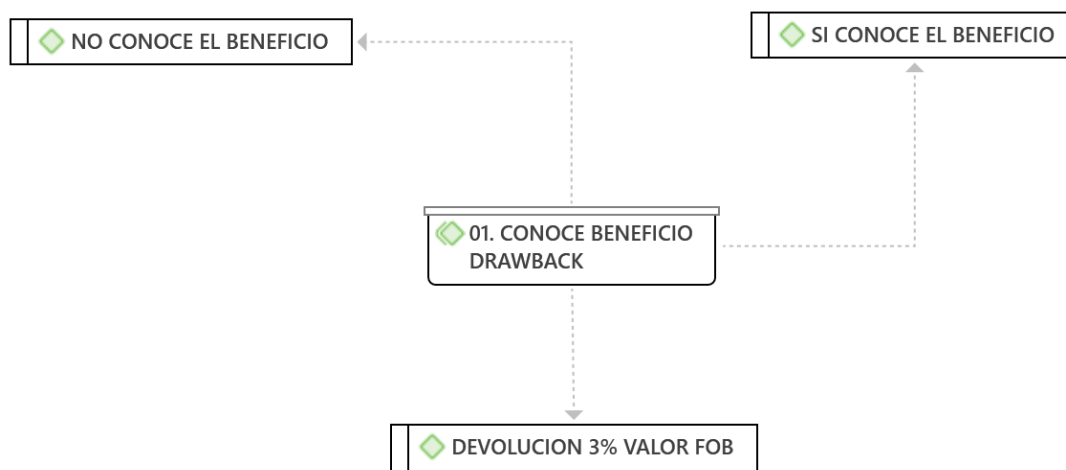 NO CONOCE EL BENEFICIO
SI CONOCE EL BENEFICIO
01. CONOCE BENEFICIO
DRAWBACK
DEVOLUCION 3% VALOR FOB